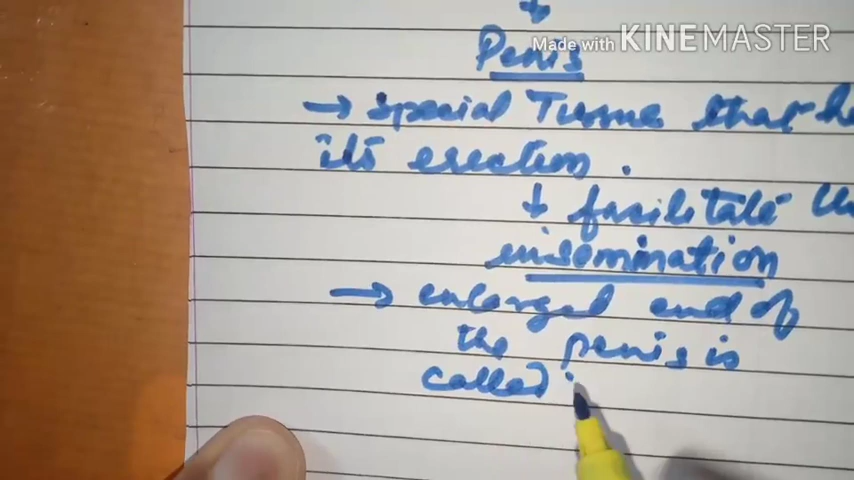 Made with KINEMASTER
↓
Penis
→ special Tissue that he
its erection .
↓ facilitate th
insemination
→ enlarged end of
the penis is
called